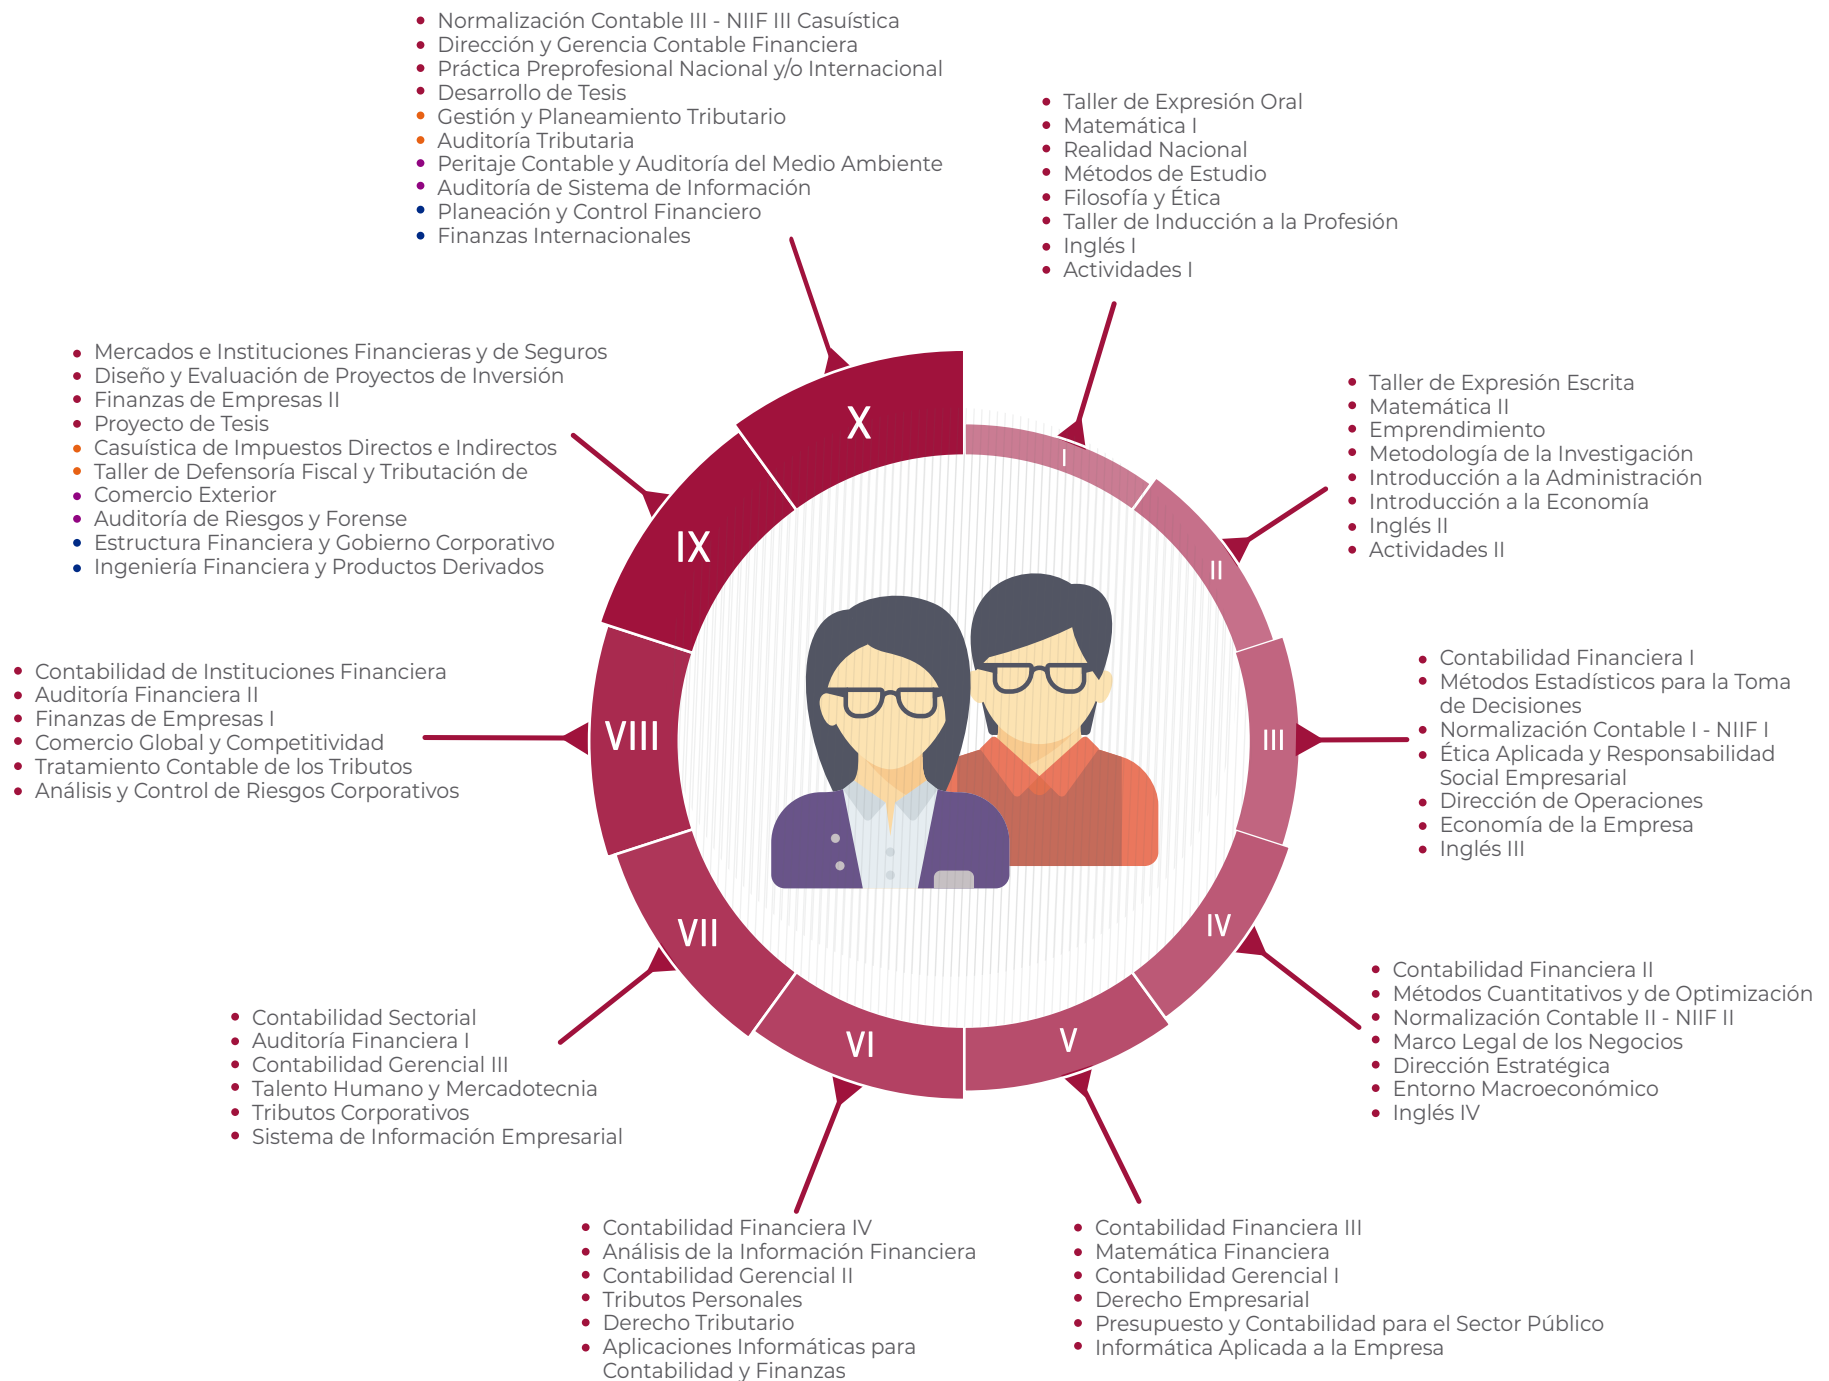 Normalización Contable III - NIIF III Casuística
Dirección y Gerencia Contable Financiera
Práctica Preprofesional Nacional y/o Internacional
Desarrollo de Tesis
Gestión y Planeamiento Tributario
Auditoría Tributaria
Peritaje Contable y Auditoría del Medio Ambiente
Auditoría de Sistema de Información
Planeación y Control Financiero
Finanzas Internacionales
X
Taller de Expresión Oral
Matemática I
Realidad Nacional
Métodos de Estudio
Filosofía y Ética
Taller de Inducción a la Profesión
Inglés I
Actividades I
I
Taller de Expresión Escrita
Matemática II
Emprendimiento
Metodología de la Investigación
Introducción a la Administración
Introducción a la Economía
Inglés II
Actividades II
II
Contabilidad Financiera I
Métodos Estadísticos para la Toma
de Decisiones
Normalización Contable I - NIIF I
Ética Aplicada y Responsabilidad
Social Empresarial
Dirección de Operaciones
Economía de la Empresa
Inglés III
III
Contabilidad Financiera II
Métodos Cuantitativos y de Optimización
Normalización Contable II - NIIF II
Marco Legal de los Negocios
Dirección Estratégica
Entorno Macroeconómico
Inglés IV
IV
Contabilidad Financiera III
Matemática Financiera
Contabilidad Gerencial I
Derecho Empresarial
Presupuesto y Contabilidad para el Sector Público
Informática Aplicada a la Empresa
V
Contabilidad Financiera IV
Análisis de la Información Financiera
Contabilidad Gerencial II
Tributos Personales
Derecho Tributario
Aplicaciones Informáticas para
Contabilidad y Finanzas
VI
Contabilidad Sectorial
Auditoría Financiera I
Contabilidad Gerencial III
Talento Humano y Mercadotecnia
Tributos Corporativos
Sistema de Información Empresarial
VII
Contabilidad de Instituciones Financiera
Auditoría Financiera II
Finanzas de Empresas I
Comercio Global y Competitividad
Tratamiento Contable de los Tributos
Análisis y Control de Riesgos Corporativos
VIII
Mercados e Instituciones Financieras y de Seguros
Diseño y Evaluación de Proyectos de Inversión
Finanzas de Empresas II
Proyecto de Tesis
Casuística de Impuestos Directos e Indirectos
Taller de Defensoría Fiscal y Tributación de
Comercio Exterior
Auditoría de Riesgos y Forense
Estructura Financiera y Gobierno Corporativo
Ingeniería Financiera y Productos Derivados
IX